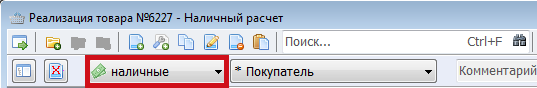 Реализация товара №6227 - Наличный расчет
Поиск... Ctrl+F
наличные * Покупатель Комментарий